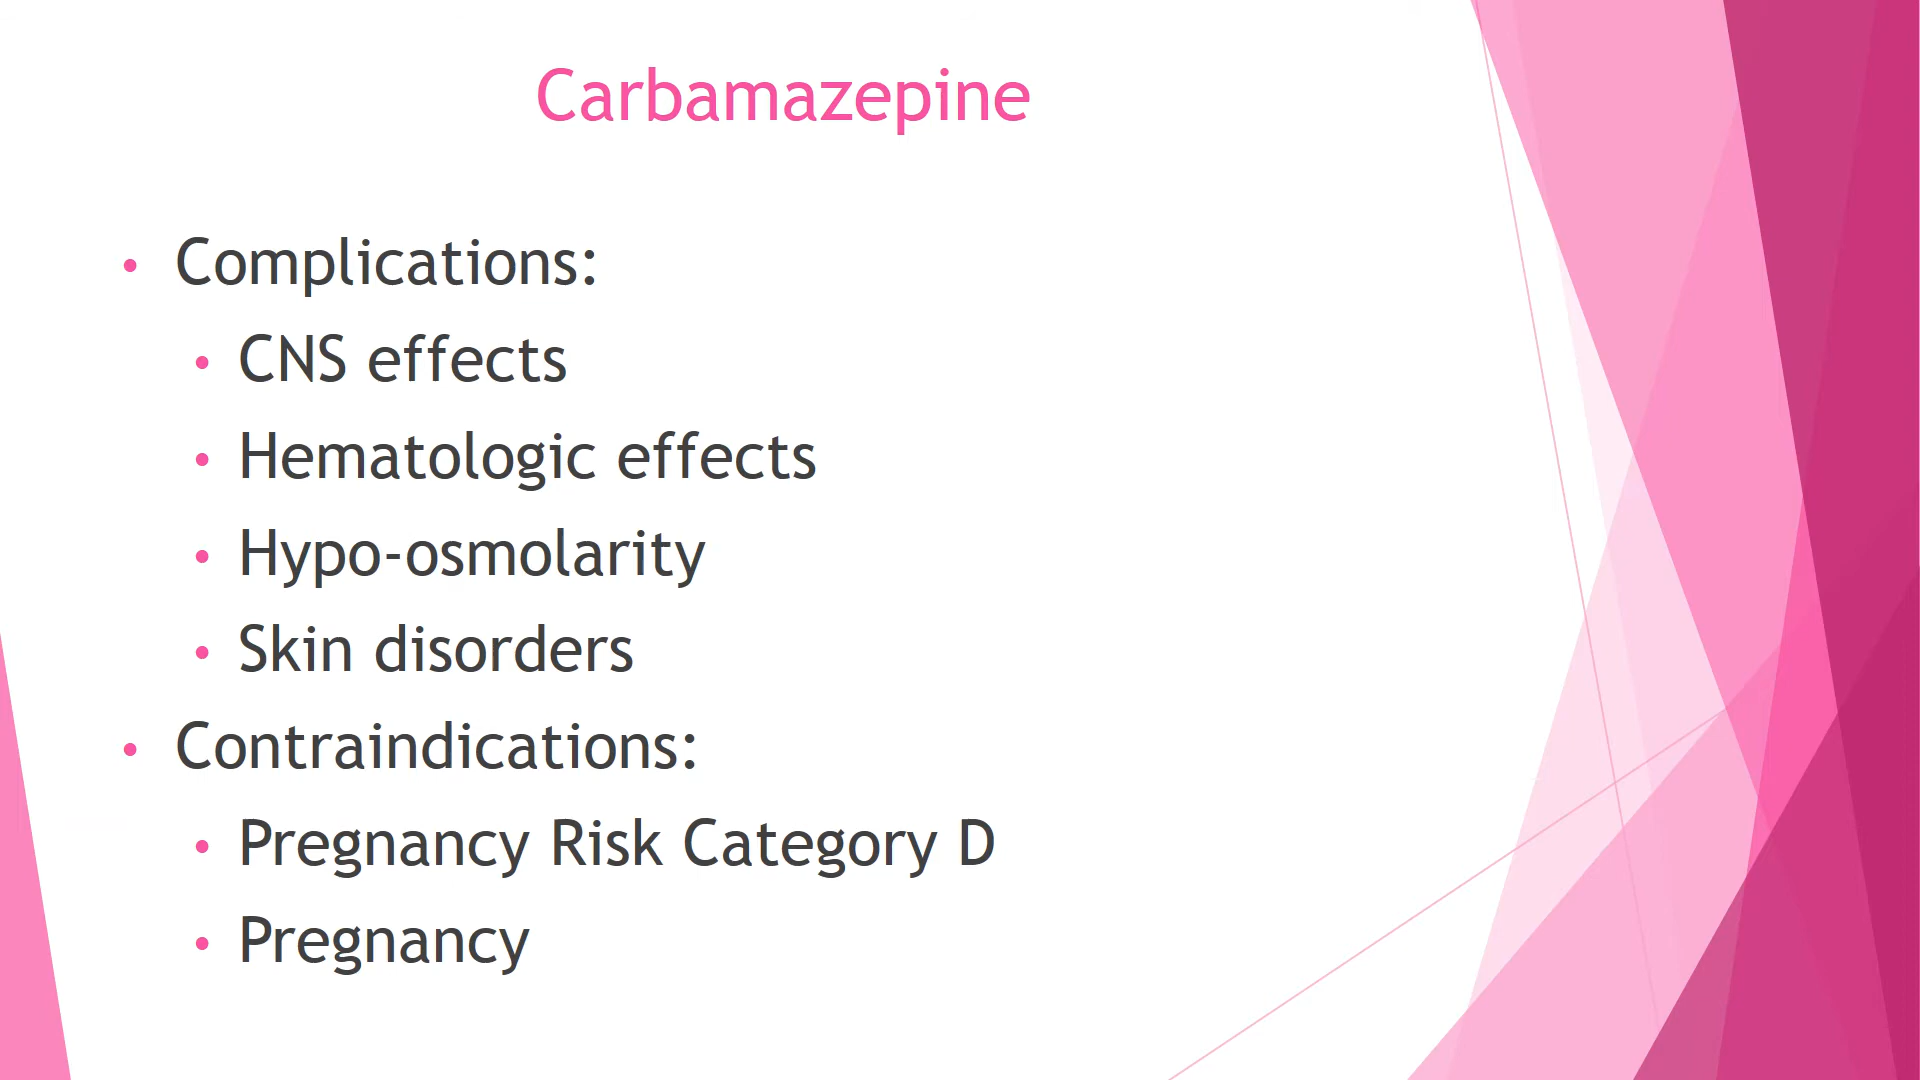 Carbamazepine
• Complications:
• CNS effects
• Hematologic effects
• Hypo-osmolarity
• Skin disorders
• Contraindications:
• Pregnancy Risk Category D
• Pregnancy